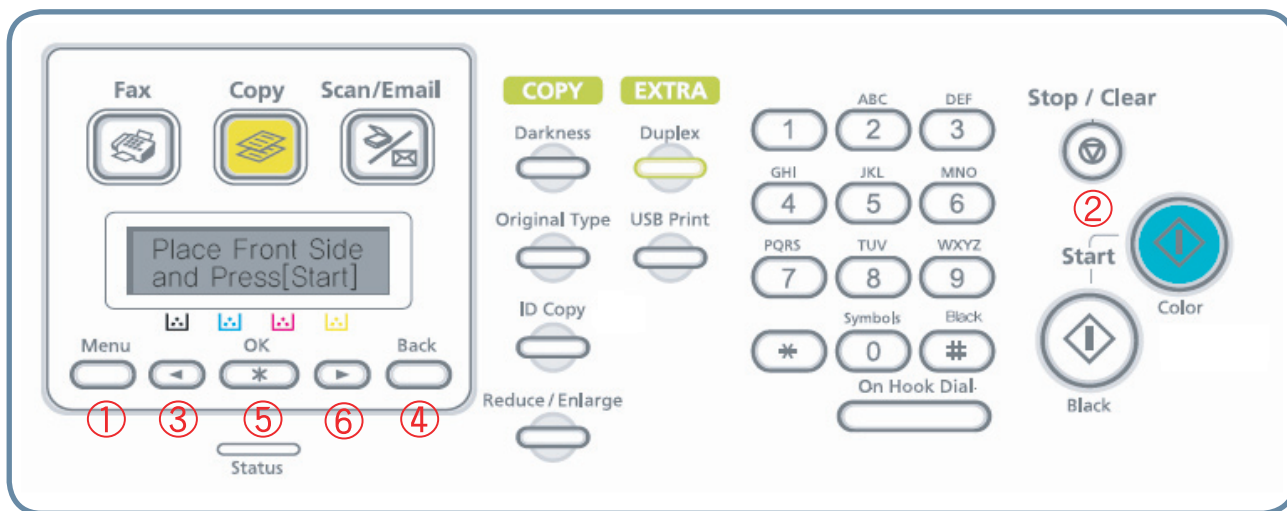 Fax Copy Scan/Email
Place Front Side
and Press[Start]
Menu OK Back
① ③ ⑤ ⑥ ④
Status
COPY EXTRA
Darkness Duplex
Original Type USB Print
ID Copy
Reduce/Enlarge
ABC DEF
1 2 3
GHI JKL MNO
4 5 6
PQRS TUV WXYZ
7 8 9
Symbols Black
* 0 #
On Hook Dial
Stop / Clear
②
Start
Color
Black